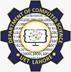 DEPARTMENT OF COMPUTER SCIENCE
UET LAHORE